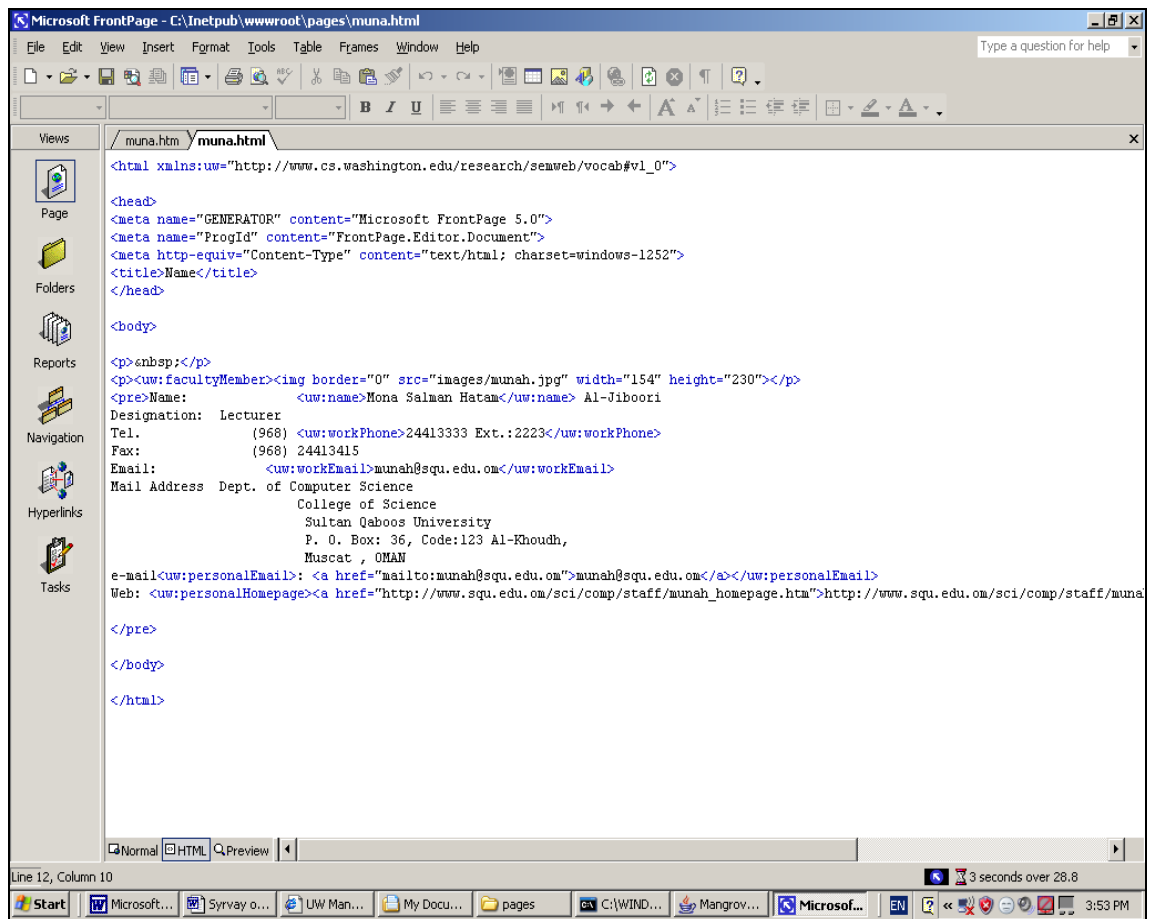 Microsoft FrontPage - C:\Inetpub\wwwroot\pages\muna.html
File Edit View Insert Format Tools Table Frames Window Help
Type a question for help
Views
muna.htm muna.html
Page
Folders
Reports
Navigation
Hyperlinks
Tasks
<html xmlns:uw="http://www.cs.washington.edu/research/semweb/vocab#v1_0">
<head>
<meta name="GENERATOR" content="Microsoft FrontPage 5.0">
<meta name="ProgId" content="FrontPage.Editor.Document">
<meta http-equiv="Content-Type" content="text/html; charset=windows-1252">
<title>Name</title>
</head>
<body>
<p>&nbsp;</p>
<p><uw:facultyMember><img border="0" src="images/munah.jpg" width="154" height="230"></p>
<pre>Name: <uw:name>Mona Salman Hatam</uw:name> Al-Jiboori
Designation: Lecturer
Tel. (968) <uw:workPhone>24413333 Ext.:2223</uw:workPhone>
Fax: (968) 24413415
Email: <uw:workEmail>munah@squ.edu.om</uw:workEmail>
Mail Address Dept. of Computer Science
College of Science
Sultan Qaboos University
P. O. Box: 36, Code:123 Al-Khoudh,
Muscat , OMAN
e-mail<uw:personalEmail>: <a href="mailto:munah@squ.edu.om">munah@squ.edu.om</a></uw:personalEmail>
Web: <uw:personalHomepage><a href="http://www.squ.edu.om/sci/comp/staff/munah_homepage.htm">http://www.squ.edu.om/sci/comp/staff/muna
</pre>
</body>
</html>
Normal HTML Preview
Line 12, Column 10
3 seconds over 28.8
Start Microsoft... Syrvay o... UW Man... My Docu... pages C:\WIND... Mangrov... Microsof... EN 3:53 PM